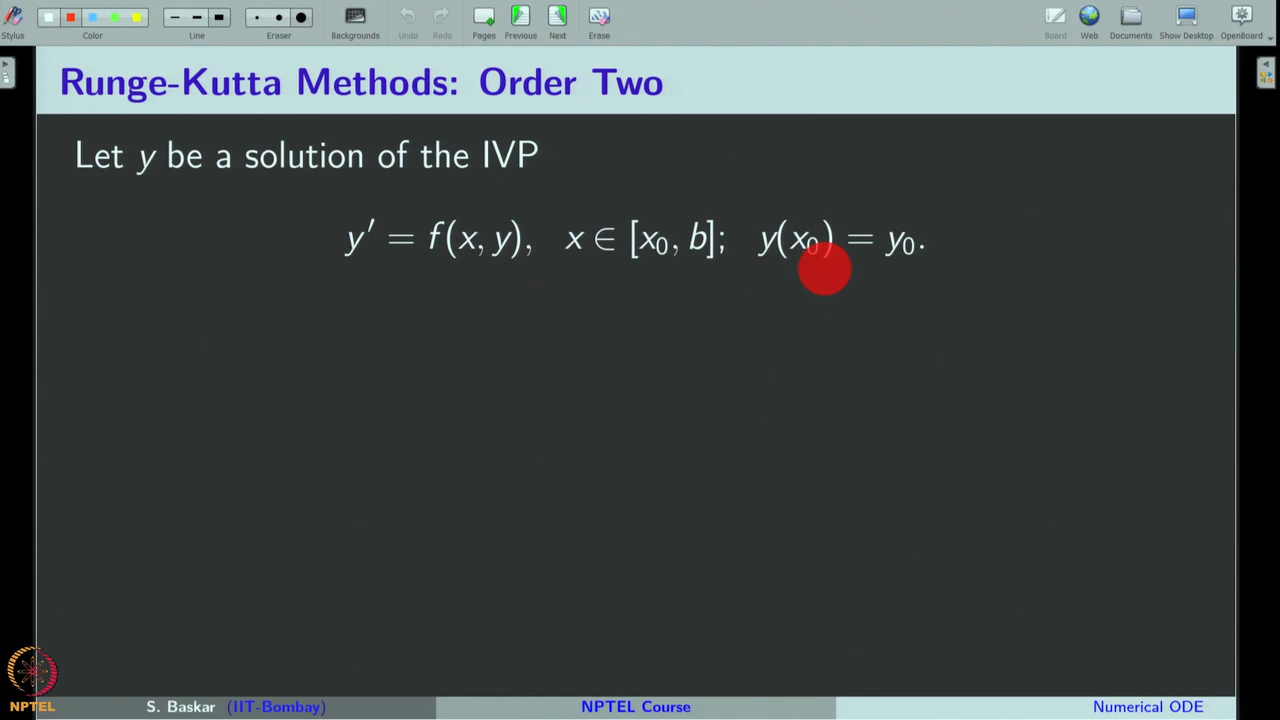 Stylus Color Line Eraser Backgrounds Undo Redo Pages Previous Next Erase Board Web Documents Show Desktop OpenBoard
Runge-Kutta Methods: Order Two
Let y be a solution of the IVP
y′ = f(x, y), x ∈ [x₀, b]; y(x₀) = y₀.
NPTEL
S. Baskar (IIT-Bombay) NPTEL Course Numerical ODE